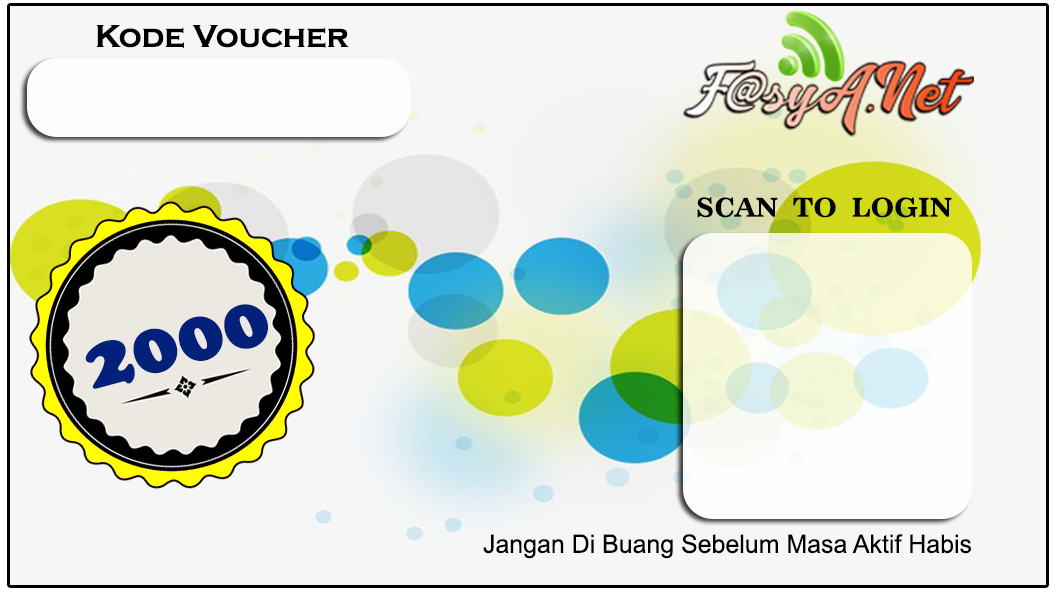 Kode Voucher
F@syA.Net
SCAN TO LOGIN
2000
Jangan Di Buang Sebelum Masa Aktif Habis